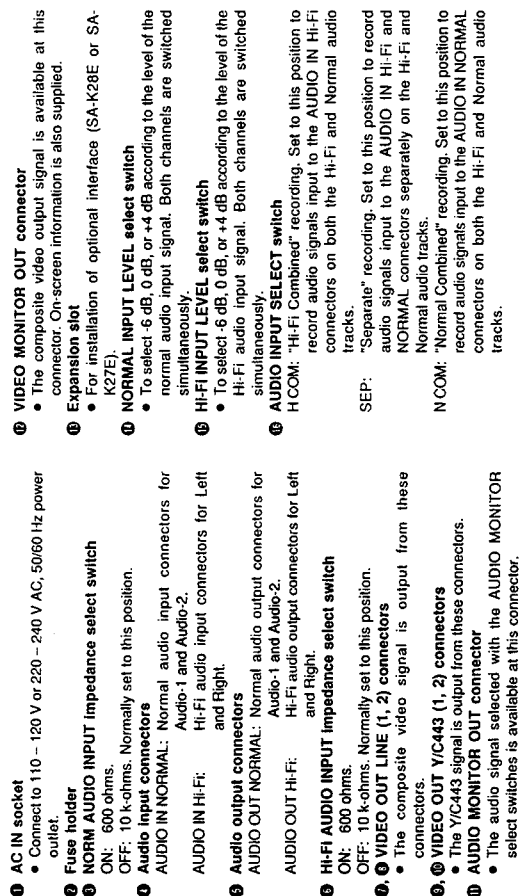 ❶ AC IN socket
● Connect to 110 – 120 V or 220 – 240 V AC, 50/60 Hz power
outlet.
❷ Fuse holder
❸ NORM AUDIO INPUT impedance select switch
ON: 600 ohms.
OFF: 10 k-ohms. Normally set to this position.
❹ Audio input connectors
AUDIO IN NORMAL: Normal audio input connectors for
Audio-1 and Audio-2.
AUDIO IN Hi-Fi: Hi-Fi audio input connectors for Left
and Right.
❺ Audio output connectors
AUDIO OUT NORMAL: Normal audio output connectors for
Audio-1 and Audio-2.
AUDIO OUT Hi-Fi: Hi-Fi audio output connectors for Left
and Right.
❻ Hi-Fi AUDIO INPUT impedance select switch
ON: 600 ohms.
OFF: 10 k-ohms. Normally set to this position.
❼, ❽ VIDEO OUT LINE (1, 2) connectors
● The composite video signal is output from these
connectors.
❾, ❿ VIDEO OUT Y/C443 (1, 2) connectors
● The Y/C443 signal is output from these connectors.
⓫ AUDIO MONITOR OUT connector
● The audio signal selected with the AUDIO MONITOR
select switches is available at this connector.
⓬ VIDEO MONITOR OUT connector
● The composite video output signal is available at this
connector. On-screen information is also supplied.
⓭ Expansion slot
● For installation of optional interface (SA-K28E or SA-
K27E).
⓮ NORMAL INPUT LEVEL select switch
● To select -6 dB, 0 dB, or +4 dB according to the level of the
normal audio input signal. Both channels are switched
simultaneously.
⓯ Hi-Fi INPUT LEVEL select switch
● To select -6 dB, 0 dB, or +4 dB according to the level of the
Hi-Fi audio input signal. Both channels are switched
simultaneously.
⓰ AUDIO INPUT SELECT switch
H COM: "Hi-Fi Combined" recording. Set to this position to
record audio signals input to the AUDIO IN Hi-Fi
connectors on both the Hi-Fi and Normal audio
tracks.
SEP: "Separate" recording. Set to this position to record
audio signals input to the AUDIO IN Hi-Fi and
NORMAL connectors separately on the Hi-Fi and
Normal audio tracks.
N COM: "Normal Combined" recording. Set to this position to
record audio signals input to the AUDIO IN NORMAL
connectors on both the Hi-Fi and Normal audio
tracks.